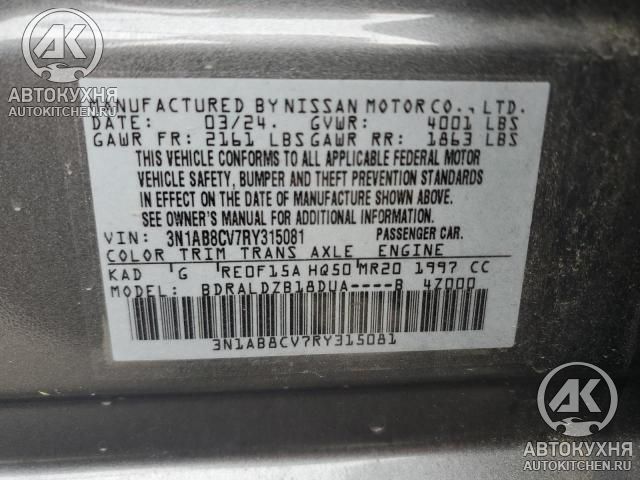 АК
АВТОКУХНЯ
AUTOKITCHEN.RU
MANUFACTURED BY NISSAN MOTOR CO., LTD.
DATE: 03/24. GVWR: 4001 LBS
GAWR FR: 2161 LBS GAWR RR: 1863 LBS
THIS VEHICLE CONFORMS TO ALL APPLICABLE FEDERAL MOTOR
VEHICLE SAFETY, BUMPER AND THEFT PREVENTION STANDARDS
IN EFFECT ON THE DATE OF MANUFACTURE SHOWN ABOVE.
SEE OWNER'S MANUAL FOR ADDITIONAL INFORMATION.
VIN: 3N1AB8CV7RY315081 PASSENGER CAR.
COLOR TRIM TRANS AXLE ENGINE
KAD G RE0F15A HQ50 MR20 1997 CC
MODEL: BDRALDZB18DUA----B 4Z000
3N1AB8CV7RY315081
АК
АВТОКУХНЯ
AUTOKITCHEN.RU